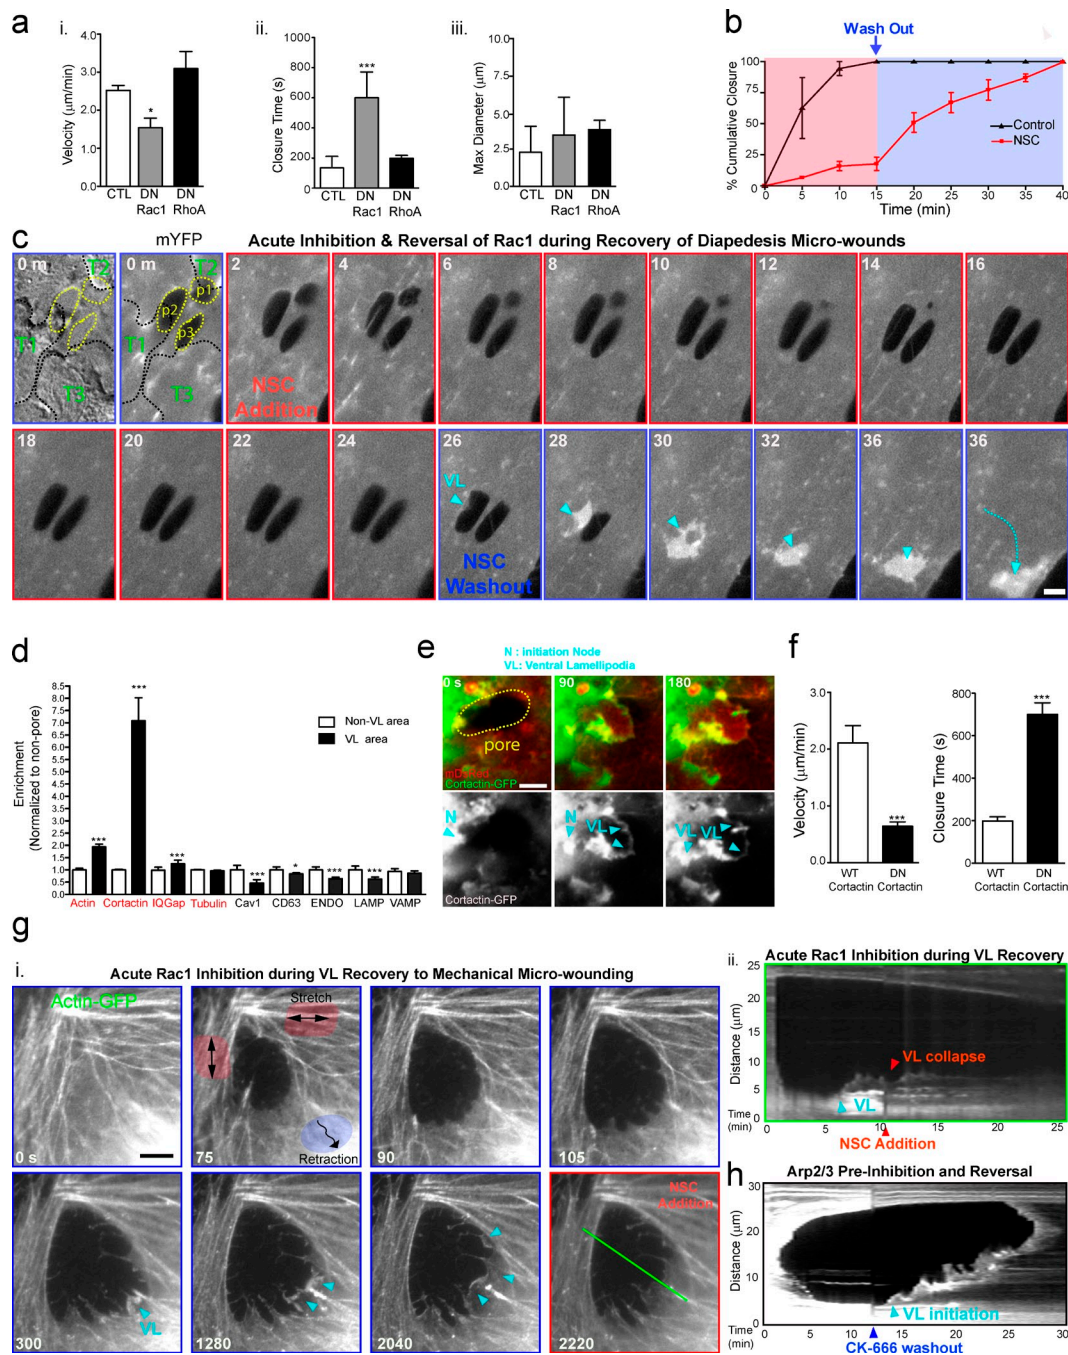 a
i.
Velocity (μm/min)
4.0
3.0
2.0
1.0
0.0
*
CTL
DN
Rac1
DN
RhoA
ii.
Closure Time (s)
1000
800
600
400
200
0
***
CTL
DN
Rac1
DN
RhoA
iii.
Max Diameter (μm)
10.0
7.5
5.0
2.5
0.0
CTL
DN
Rac1
DN
RhoA
b
Wash Out
% Cumulative Closure
100
75
50
25
0
Control
NSC
0 5 10 15 20 25 30 35 40
Time (min)
c
mYFP
Acute Inhibition & Reversal of Rac1 during Recovery of Diapedesis Micro-wounds
0 m
T2
T1
T3
0 m
T2
p1
p2
p3
T1
T3
2
NSC
Addition
4
6
8
10
12
14
16
18
20
22
24
26
VL
NSC
Washout
28
30
32
36
36
d
Enrichment
(Normalized to non-pore)
8.5
8.0
7.5
7.0
6.5
6.0
5.5
5.0
4.5
4.0
3.5
3.0
2.5
2.0
1.5
1.0
0.5
0.0
Non-VL area
VL area
***
***
***
***
*
***
***
Actin Cortactin IQGap Tubulin Cav1 CD63 ENDO LAMP VAMP
e
N : Initiation Node
VL: Ventral Lamellipodia
0 s
pore
mDsRed
Cortactin-GFP
90
180
N
N
VL
VL
VL
Cortactin-GFP
f
Velocity (μm/min)
3.0
2.0
1.0
0.0
***
WT
Cortactin
DN
Cortactin
Closure Time (s)
800
600
400
200
0
***
WT
Cortactin
DN
Cortactin
g
i.
Acute Rac1 Inhibition during VL Recovery to Mechanical Micro-wounding
Actin-GFP
0 s
Stretch
Retraction
75
90
105
VL
300
1280
2040
NSC
Addition
2220
ii.
Acute Rac1 Inhibition during VL Recovery
Distance (μm)
25
20
15
10
5
0
VL collapse
VL
Time
(min)
0 5 10 15 20 25
NSC Addition
h
Arp2/3 Pre-Inhibition and Reversal
Distance (μm)
30
20
10
0
VL initiation
Time
(min)
0 5 10 15 20 25 30
CK-666 washout